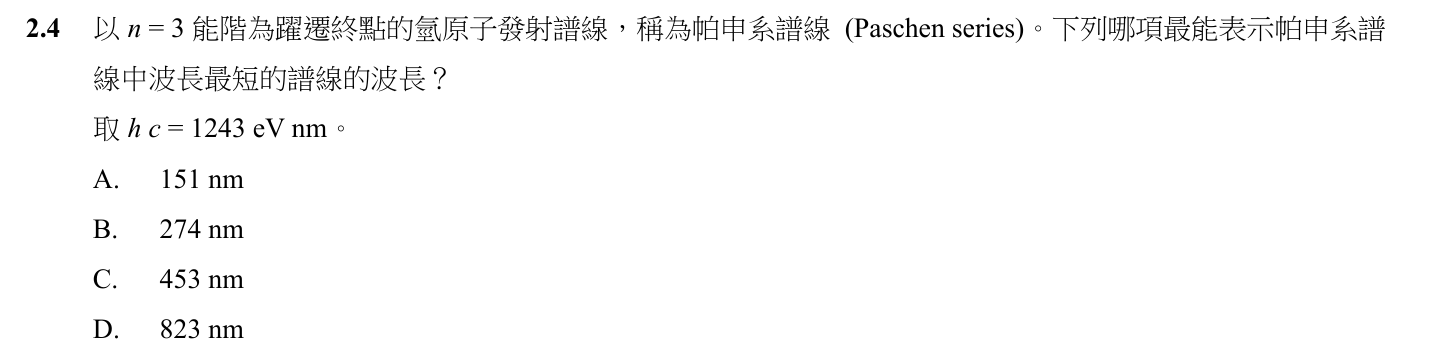 2.4 以 n = 3 能階為躍遷終點的氫原子發射譜線，稱為帕申系譜線 (Paschen series)。下列哪項最能表示帕申系譜
線中波長最短的譜線的波長？
取 h c = 1243 eV nm。
A. 151 nm
B. 274 nm
C. 453 nm
D. 823 nm